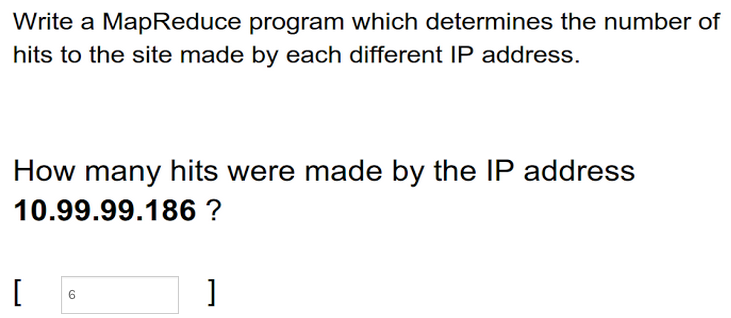 Write a MapReduce program which determines the number of
hits to the site made by each different IP address.
How many hits were made by the IP address
10.99.99.186 ?
[ 6 ]